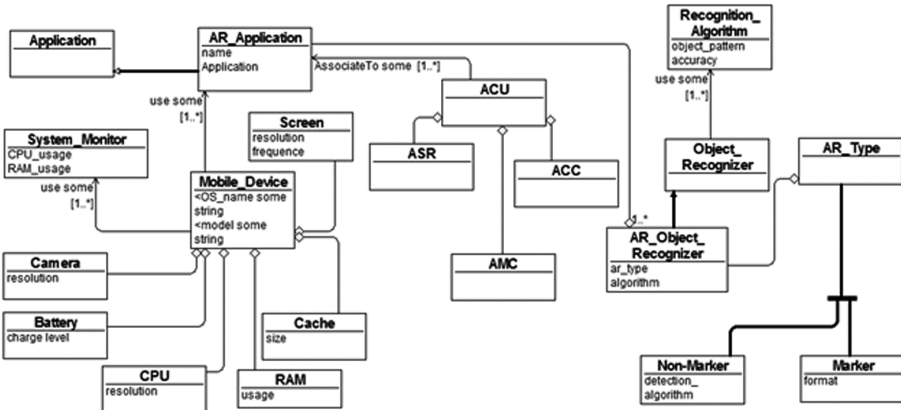 Application
AR_Application
name
Application
Recognition_
Algorithm
object_pattern
accuracy
AssociateTo some [1..*]
use some
[1..*]
use some
[1..*]
ACU
System_Monitor
CPU_usage
RAM_usage
Screen
resolution
frequence
ASR
ACC
AMC
Object_
Recognizer
AR_Type
use some
[1..*]
Mobile_Device
<OS_name some
string
<model some
string
1..*
AR_Object_
Recognizer
ar_type
algorithm
Camera
resolution
Battery
charge level
Cache
size
CPU
resolution
RAM
usage
Non-Marker
detection_
algorithm
Marker
format